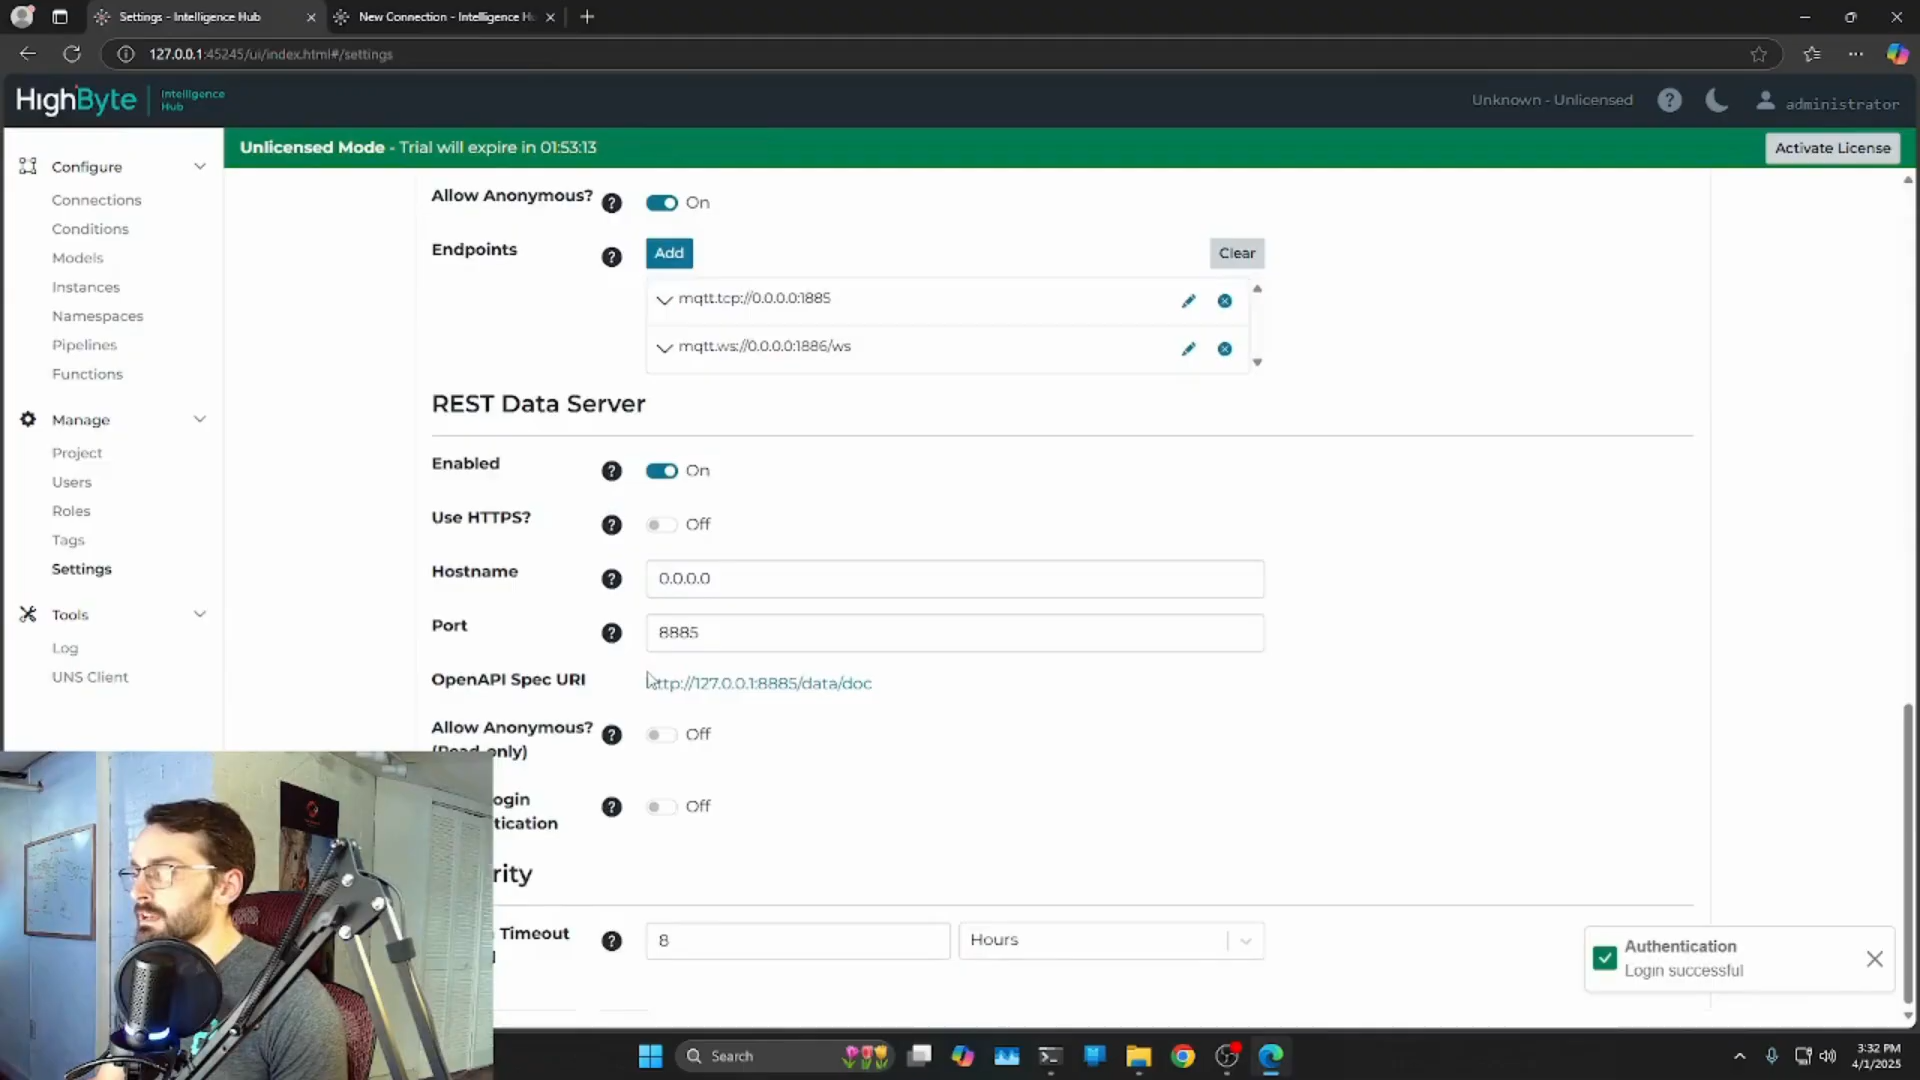 Settings - Intelligence Hub
New Connection - Intelligence H
127.0.0.1:45245/ui/index.html#/settings
HighByte
Intelligence
Hub
Unknown - Unlicensed
administrator
Unlicensed Mode - Trial will expire in 01:53:13
Activate License
Configure
Connections
Conditions
Models
Instances
Namespaces
Pipelines
Functions
Manage
Project
Users
Roles
Tags
Settings
Tools
Log
UNS Client
Allow Anonymous?
On
Endpoints
Add
Clear
mqtt.tcp://0.0.0.0:1885
mqtt.ws://0.0.0.0:1886/ws
REST Data Server
Enabled
On
Use HTTPS?
Off
Hostname
0.0.0.0
Port
8885
OpenAPI Spec URI
ttp://127.0.0.1:8885/data/doc
Allow Anonymous?
Off
only)
ogin
tication
Off
rity
Timeout
8
Hours
Authentication
Login successful
Search
3:32 PM
4/1/2025